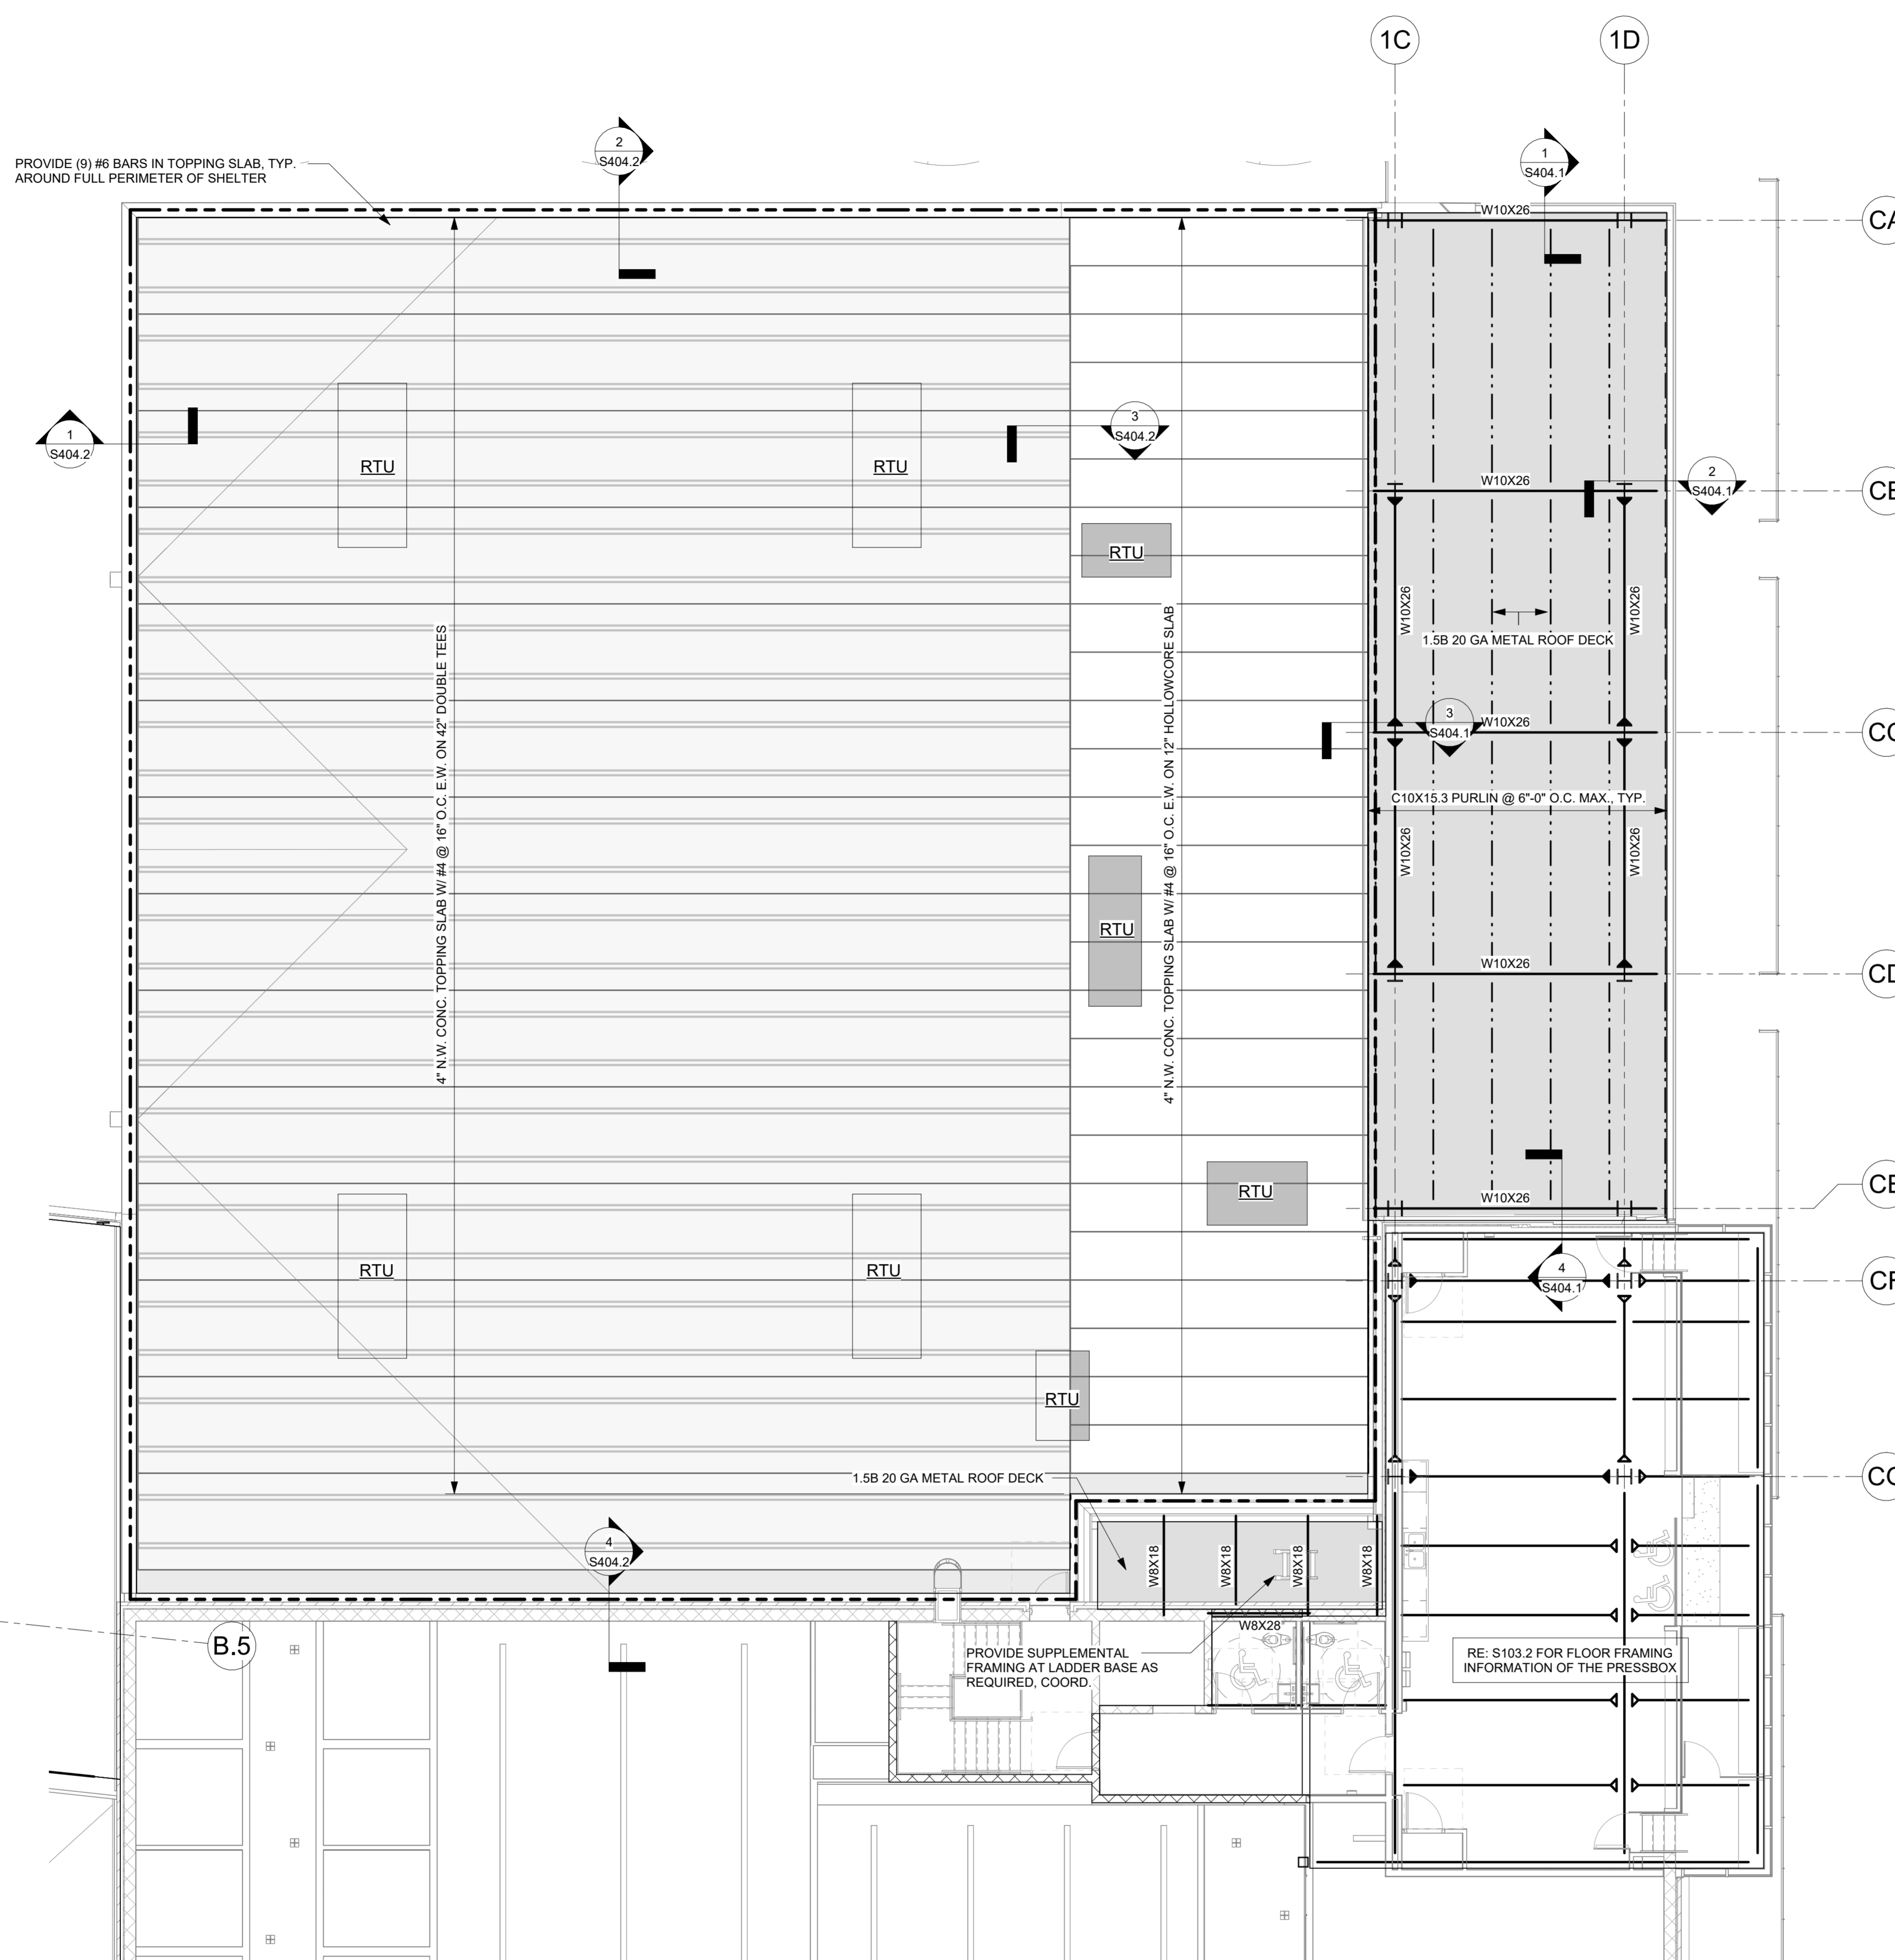 1C
1D
2
S404.2
1
S404.1
PROVIDE (9) #6 BARS IN TOPPING SLAB, TYP.
AROUND FULL PERIMETER OF SHELTER
W10X26
CA
1
S404.2
3
S404.2
RTU
RTU
W10X26
2
S404.1
RTU
W10X26
W10X26
1.5B 20 GA METAL ROOF DECK
4" N.W. CONC. TOPPING SLAB W/ #4 @ 16" O.C. E.W. ON 42" DOUBLE TEES
4" N.W. CONC. TOPPING SLAB W/ #4 @ 16" O.C. E.W. ON 12" HOLLOWCORE SLAB
3
S404.1
W10X26
C10X15.3 PURLIN @ 6"-0" O.C. MAX., TYP.
W10X26
W10X26
RTU
W10X26
RTU
W10X26
RTU
RTU
4
S404.1
RTU
1.5B 20 GA METAL ROOF DECK
4
S404.2
W8X18
W8X18
W8X18
W8X18
W8X28
B.5
PROVIDE SUPPLEMENTAL
FRAMING AT LADDER BASE AS
REQUIRED, COORD.
RE: S103.2 FOR FLOOR FRAMING
INFORMATION OF THE PRESSBOX